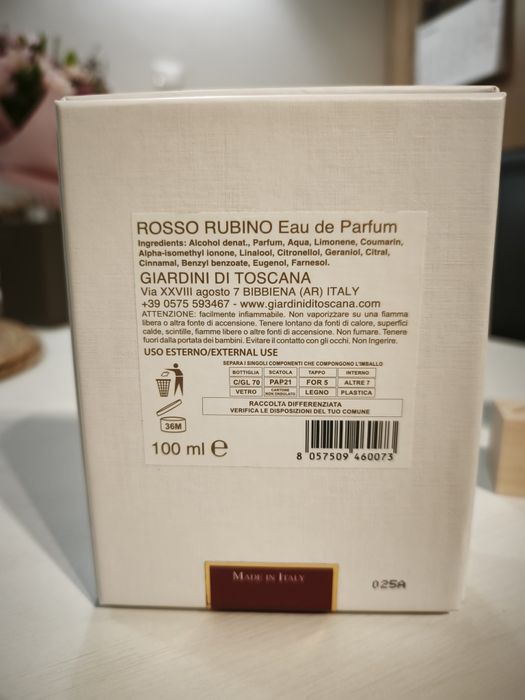 ROSSO RUBINO Eau de Parfum
Ingredients: Alcohol denat., Parfum, Aqua, Limonene, Coumarin,
Alpha-isomethyl ionone, Linalool, Citronellol, Geraniol, Citral,
Cinnamal, Benzyl benzoate, Eugenol, Farnesol.
GIARDINI DI TOSCANA
Via XXVIII agosto 7 BIBBIENA (AR) ITALY
+39 0575 593467 - www.giardiniditoscana.com
ATTENZIONE: facilmente infiammabile. Non vaporizzare su una fiamma
libera o altra fonte di accensione. Tenere lontano da fonti di calore, superfici
calde, scintille, fiamme libere o altre fonti di accensione. Non fumare. Tenere
fuori dalla portata dei bambini. Evitare il contatto con gli occhi. Non Ingerire.
USO ESTERNO/EXTERNAL USE
SEPARA I SINGOLI COMPONENTI CHE COMPONGONO L'IMBALLO
BOTTIGLIA SCATOLA TAPPO INTERNO
C/GL 70 PAP21 FOR 5 ALTRE 7
VETRO CARTONE NON ONDULATO LEGNO PLASTICA
RACCOLTA DIFFERENZIATA
VERIFICA LE DISPOSIZIONI DEL TUO COMUNE
36M
100 ml e
8 057509 460073
MADE IN ITALY
025A